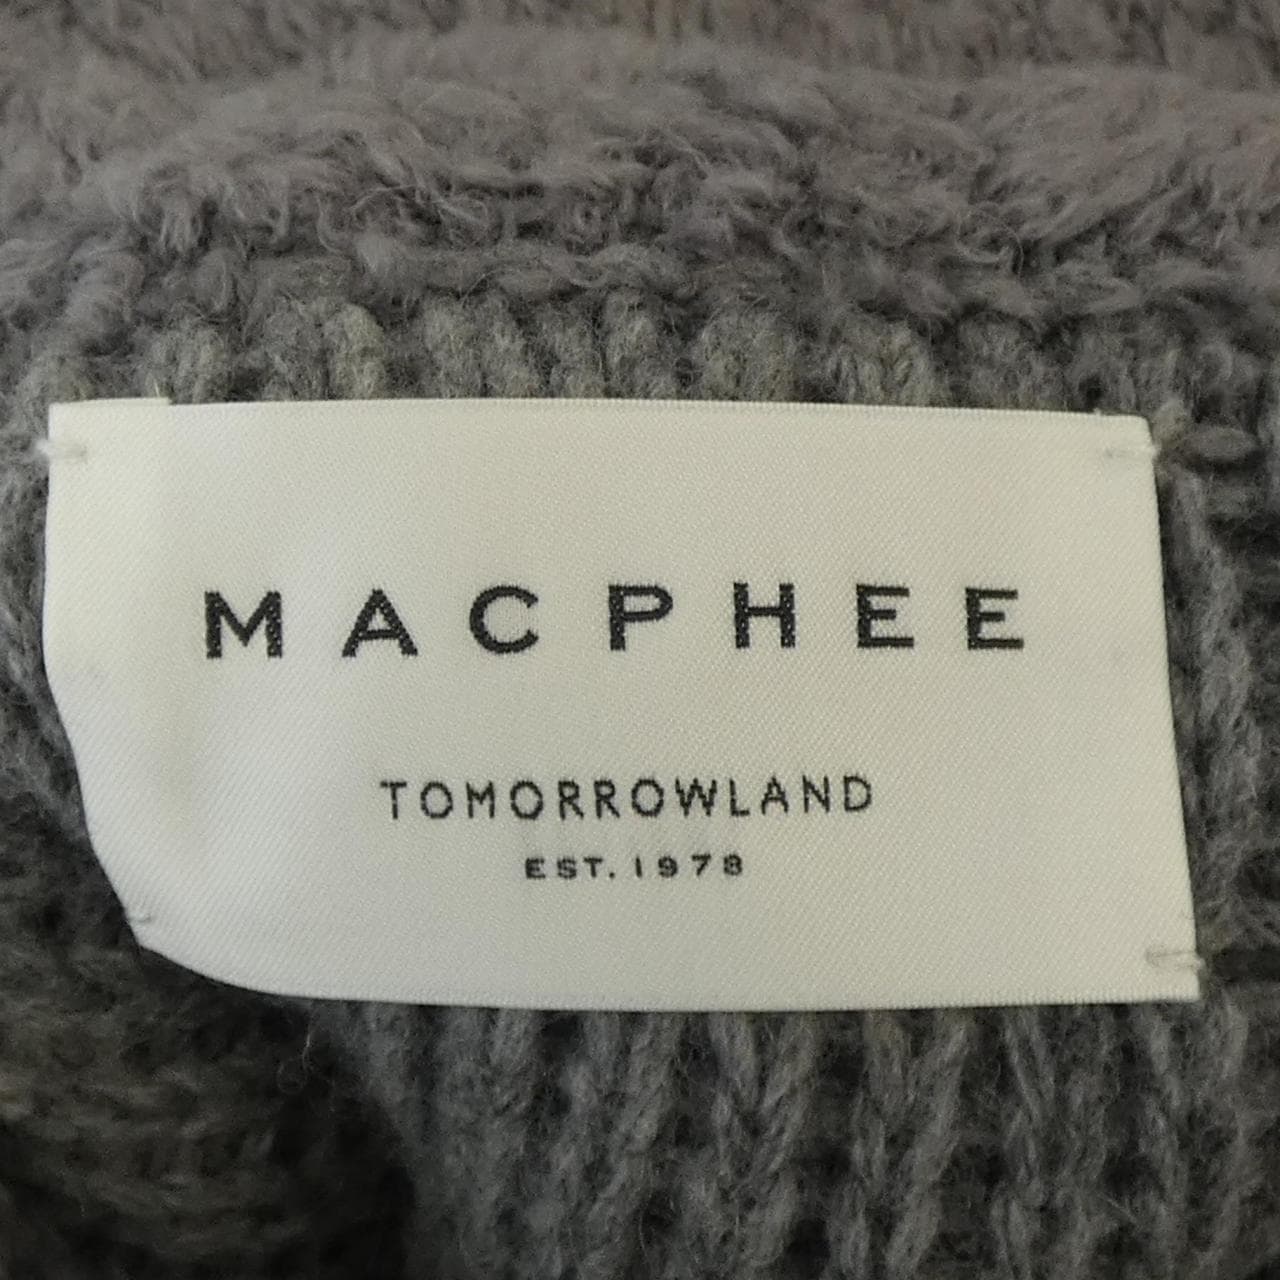 MACPHEE
TOMORROWLAND
EST. 1978